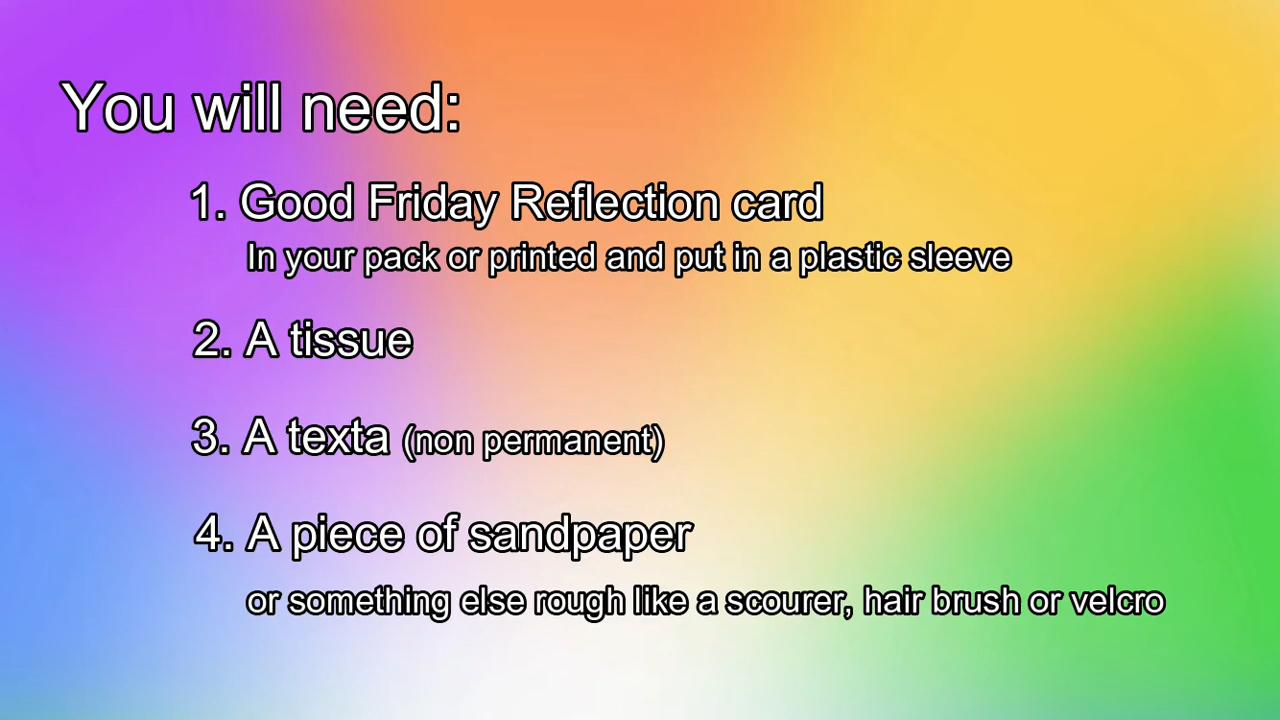 You will need:
1. Good Friday Reflection card
In your pack or printed and put in a plastic sleeve
2. A tissue
3. A texta (non permanent)
4. A piece of sandpaper
or something else rough like a scourer, hair brush or velcro